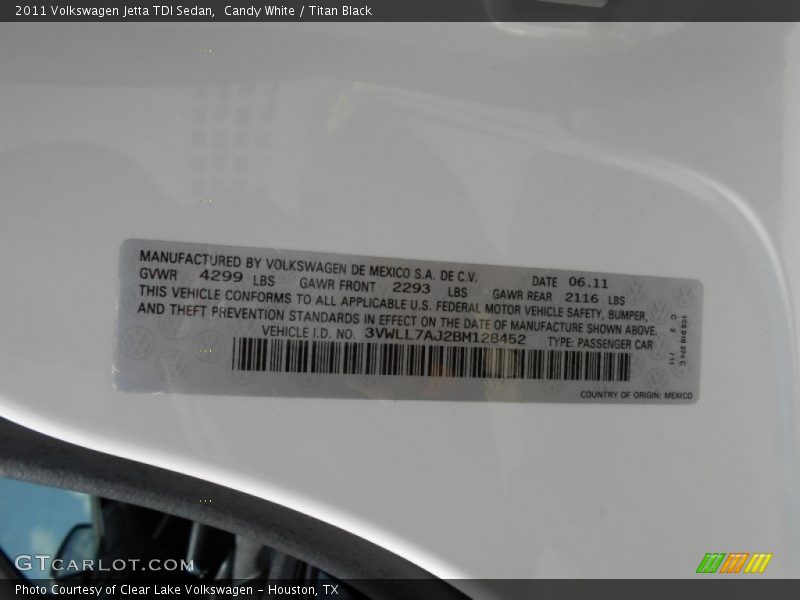 2011 Volkswagen Jetta TDI Sedan,  Candy White / Titan Black
MANUFACTURED BY VOLKSWAGEN DE MEXICO S.A. DE C.V. DATE 06.11
GVWR 4299 LBS GAWR FRONT 2293 LBS GAWR REAR 2116 LBS
THIS VEHICLE CONFORMS TO ALL APPLICABLE U.S. FEDERAL MOTOR VEHICLE SAFETY, BUMPER,
AND THEFT PREVENTION STANDARDS IN EFFECT ON THE DATE OF MANUFACTURE SHOWN ABOVE.
VEHICLE I.D. NO. 3VWLL7AJ2BM128452 TYPE: PASSENGER CAR
COUNTRY OF ORIGIN: MEXICO
GTCARLOT.COM
Photo Courtesy of Clear Lake Volkswagen - Houston, TX